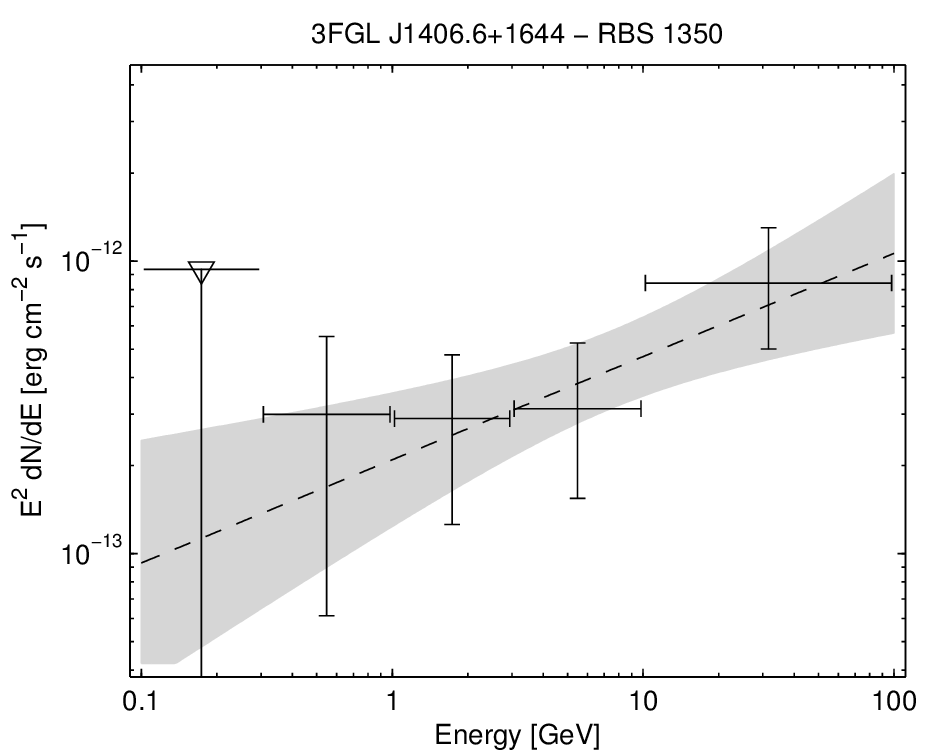 3FGL J1406.6+1644 − RBS 1350
E² dN/dE [erg cm⁻² s⁻¹]
10⁻¹²
10⁻¹³
0.1 1 10 100
Energy [GeV]